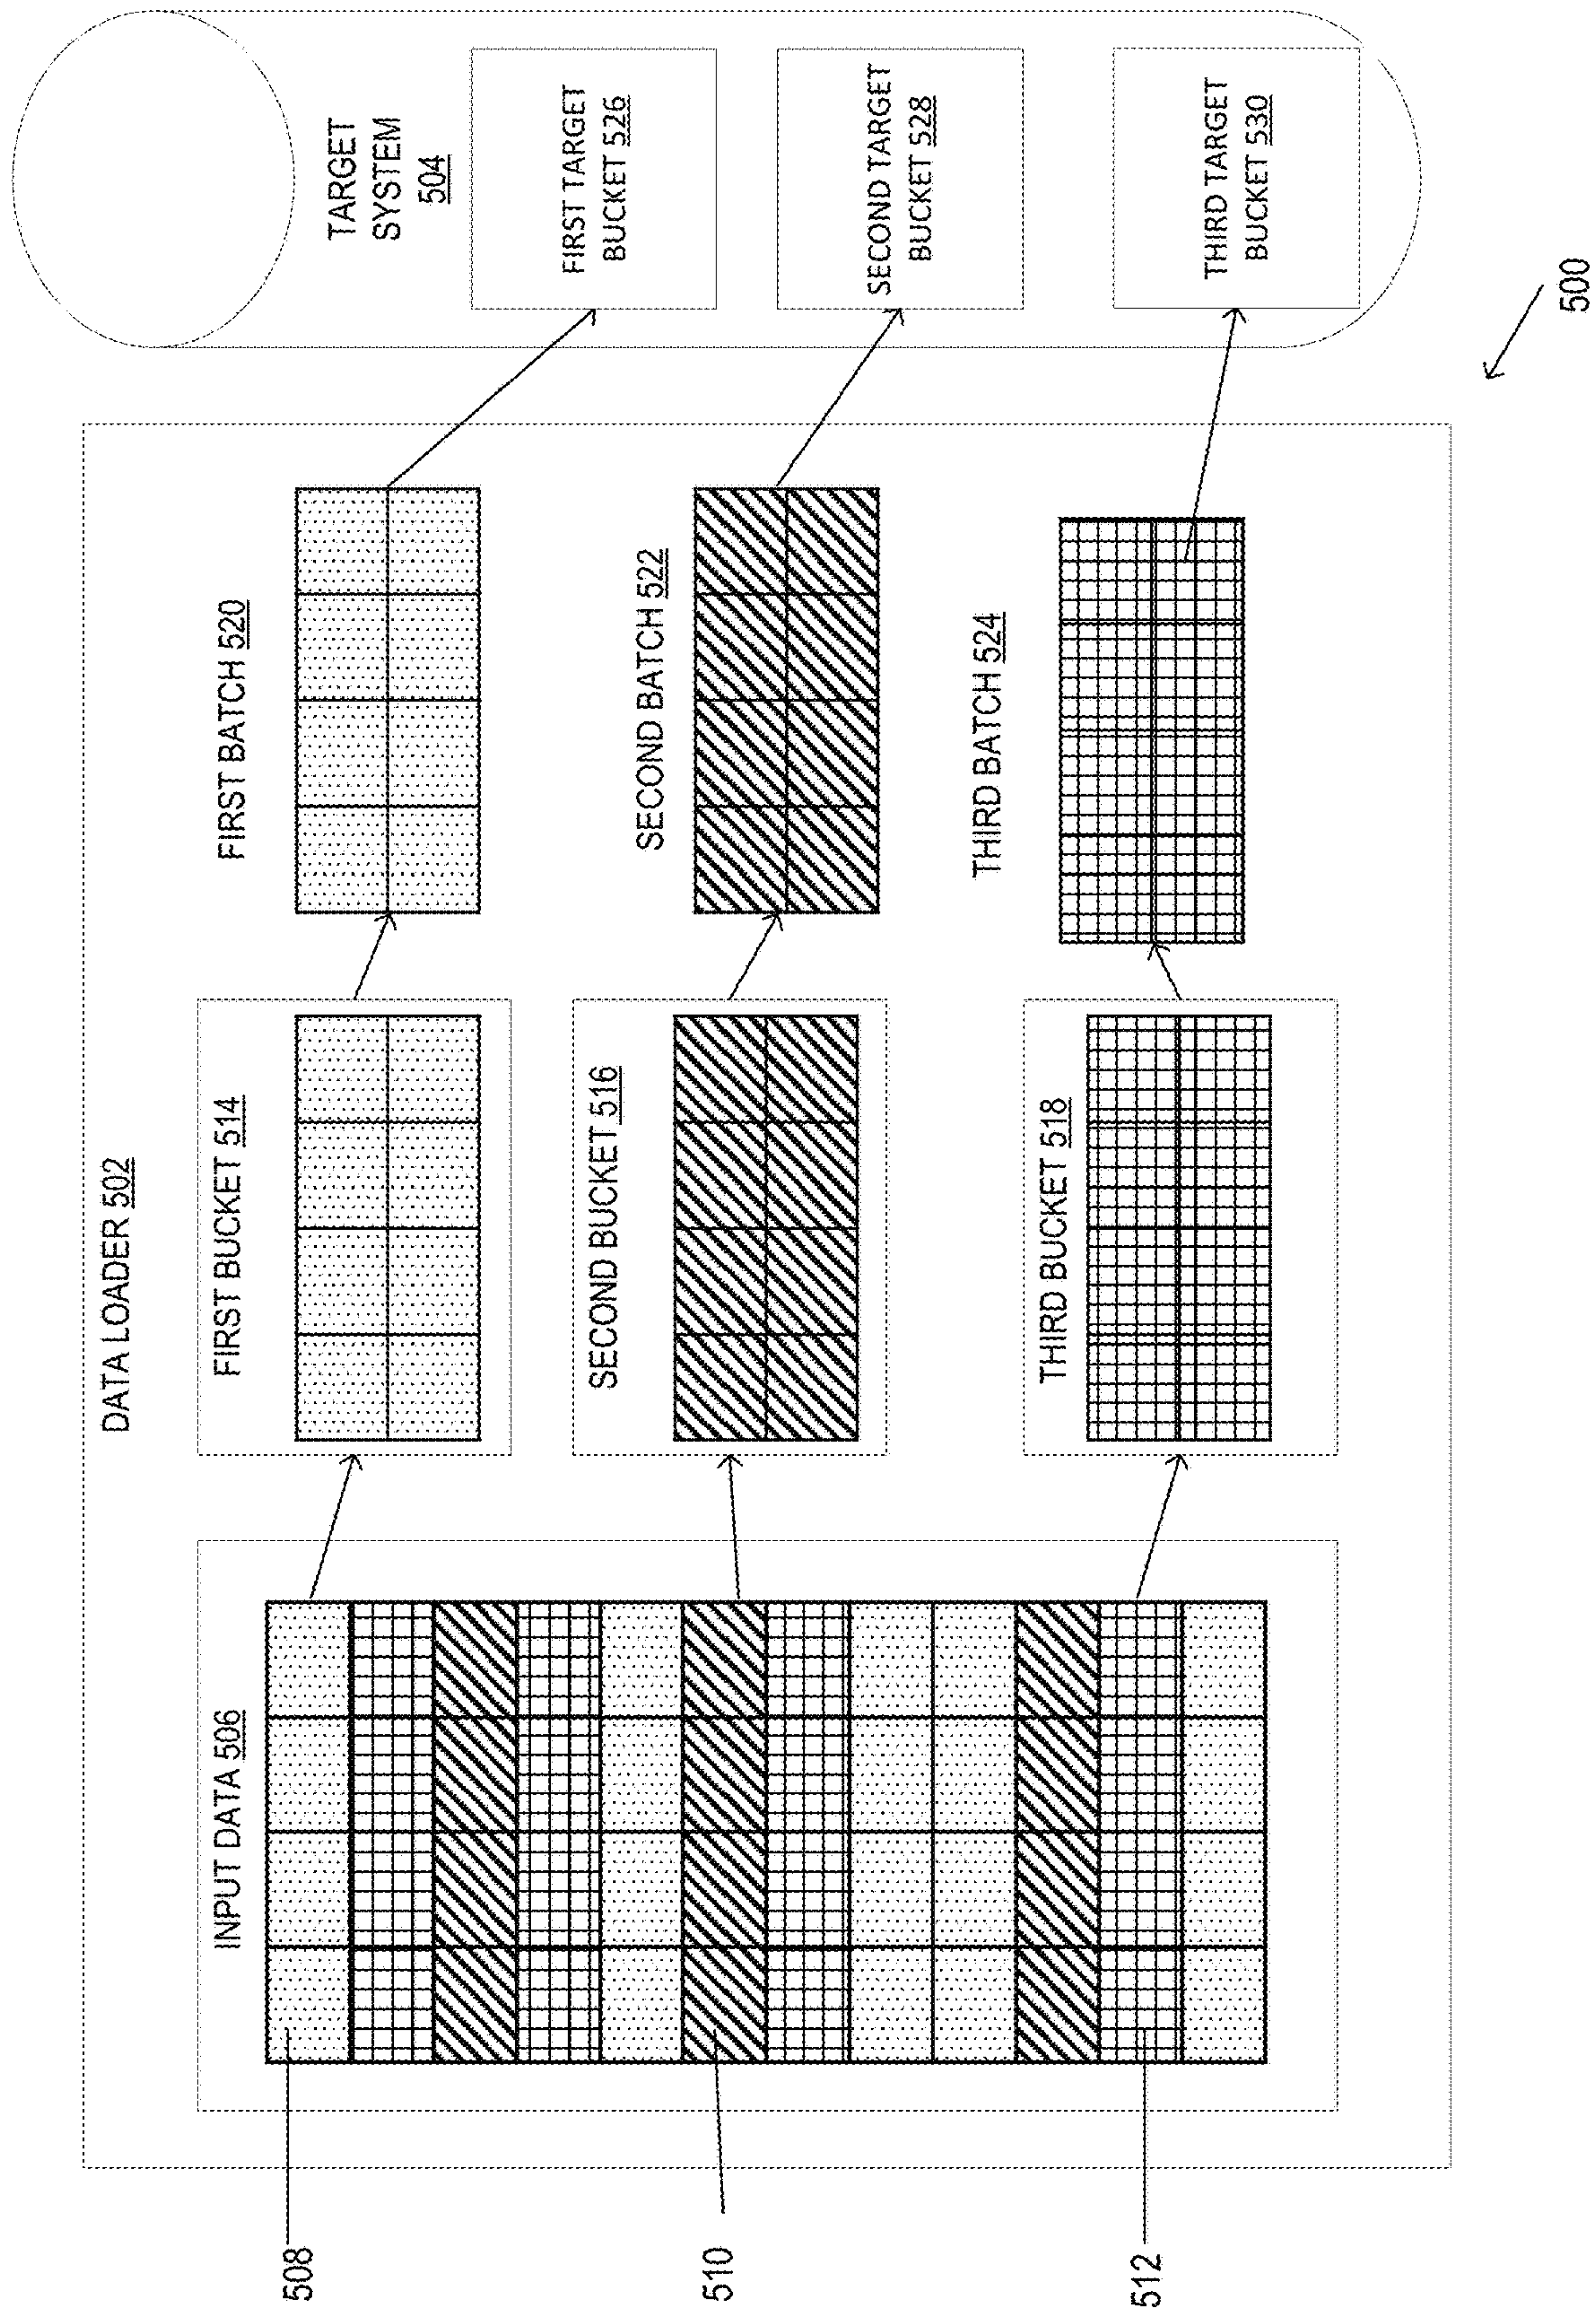 DATA LOADER 502
INPUT DATA 506
508
510
512
FIRST BUCKET 514
SECOND BUCKET 516
THIRD BUCKET 518
FIRST BATCH 520
SECOND BATCH 522
THIRD BATCH 524
TARGET
SYSTEM
504
FIRST TARGET
BUCKET 526
SECOND TARGET
BUCKET 528
THIRD TARGET
BUCKET 530
500